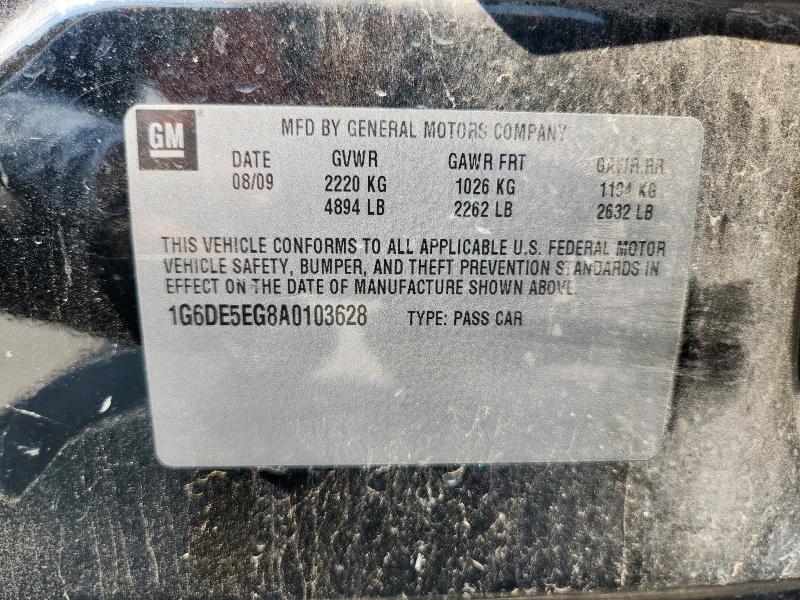 GM
MFD BY GENERAL MOTORS COMPANY
DATE GVWR GAWR FRT GAWR RR
08/09 2220 KG 1026 KG 1194 KG
4894 LB 2262 LB 2632 LB
THIS VEHICLE CONFORMS TO ALL APPLICABLE U.S. FEDERAL MOTOR
VEHICLE SAFETY, BUMPER, AND THEFT PREVENTION STANDARDS IN
EFFECT ON THE DATE OF MANUFACTURE SHOWN ABOVE.
1G6DE5EG8A0103628 TYPE: PASS CAR